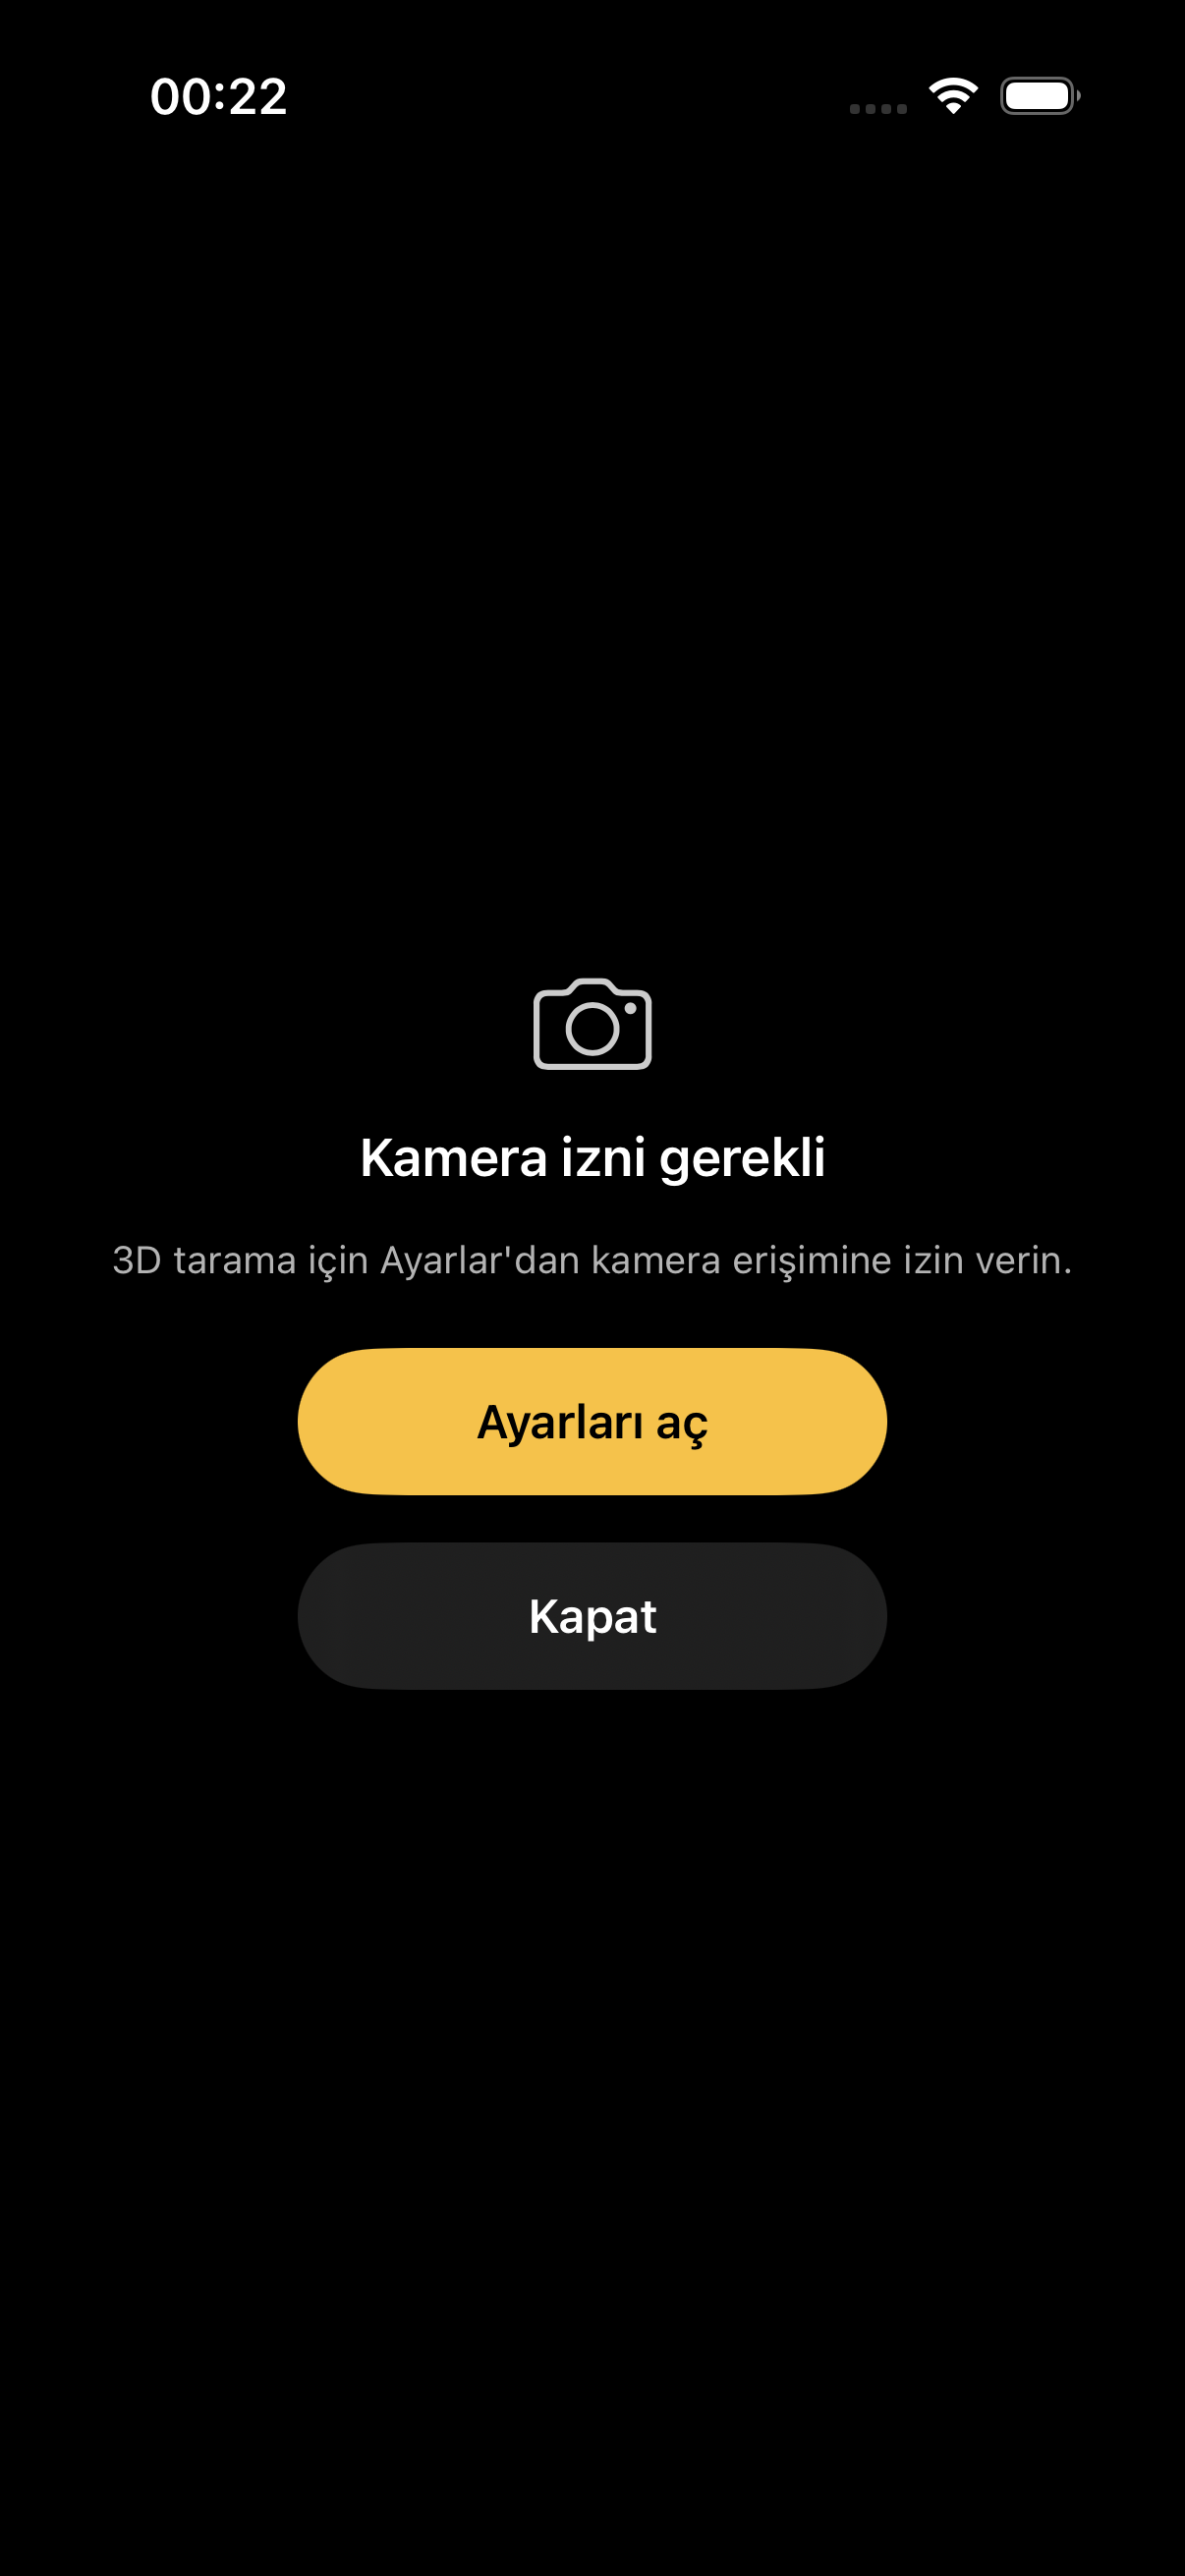 00:22
Kamera izni gerekli
3D tarama için Ayarlar'dan kamera erişimine izin verin.
Ayarları aç
Kapat